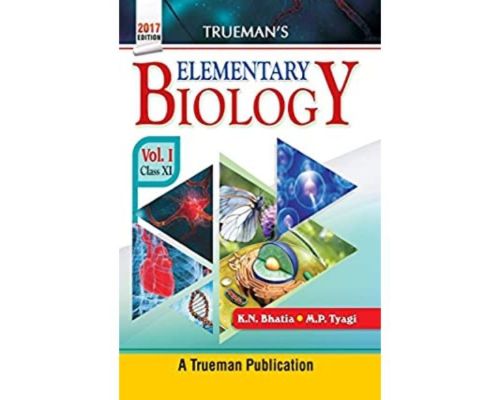 2017
EDITION
TRUEMAN'S
ELEMENTARY
BIOLOGY
Vol. I
Class XI
K.N. Bhatia • M.P. Tyagi
A Trueman Publication